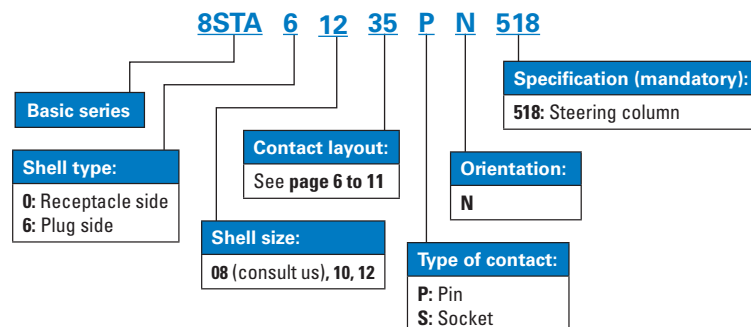 8STA 6 12 35 P N 518
Basic series
Shell type:
0: Receptacle side
6: Plug side
Shell size:
08 (consult us), 10, 12
Contact layout:
See page 6 to 11
Type of contact:
P: Pin
S: Socket
Orientation:
N
Specification (mandatory):
518: Steering column